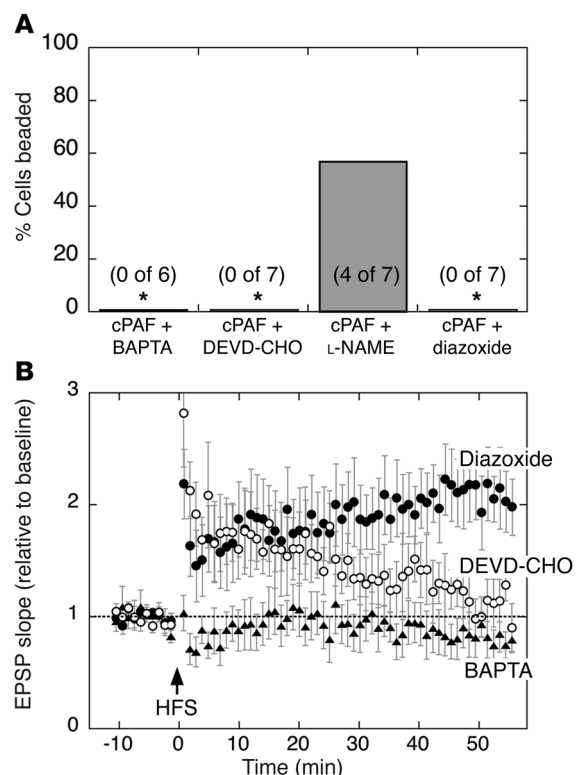 A
100
80
60
40
20
0
% Cells beaded
(0 of 6) (0 of 7) (4 of 7) (0 of 7)
* * *
cPAF + cPAF + cPAF + cPAF +
BAPTA DEVD-CHO L-NAME diazoxide
B
3
2
1
0
EPSP slope (relative to baseline)
Diazoxide
DEVD-CHO
BAPTA
HFS
-10 0 10 20 30 40 50
Time (min)